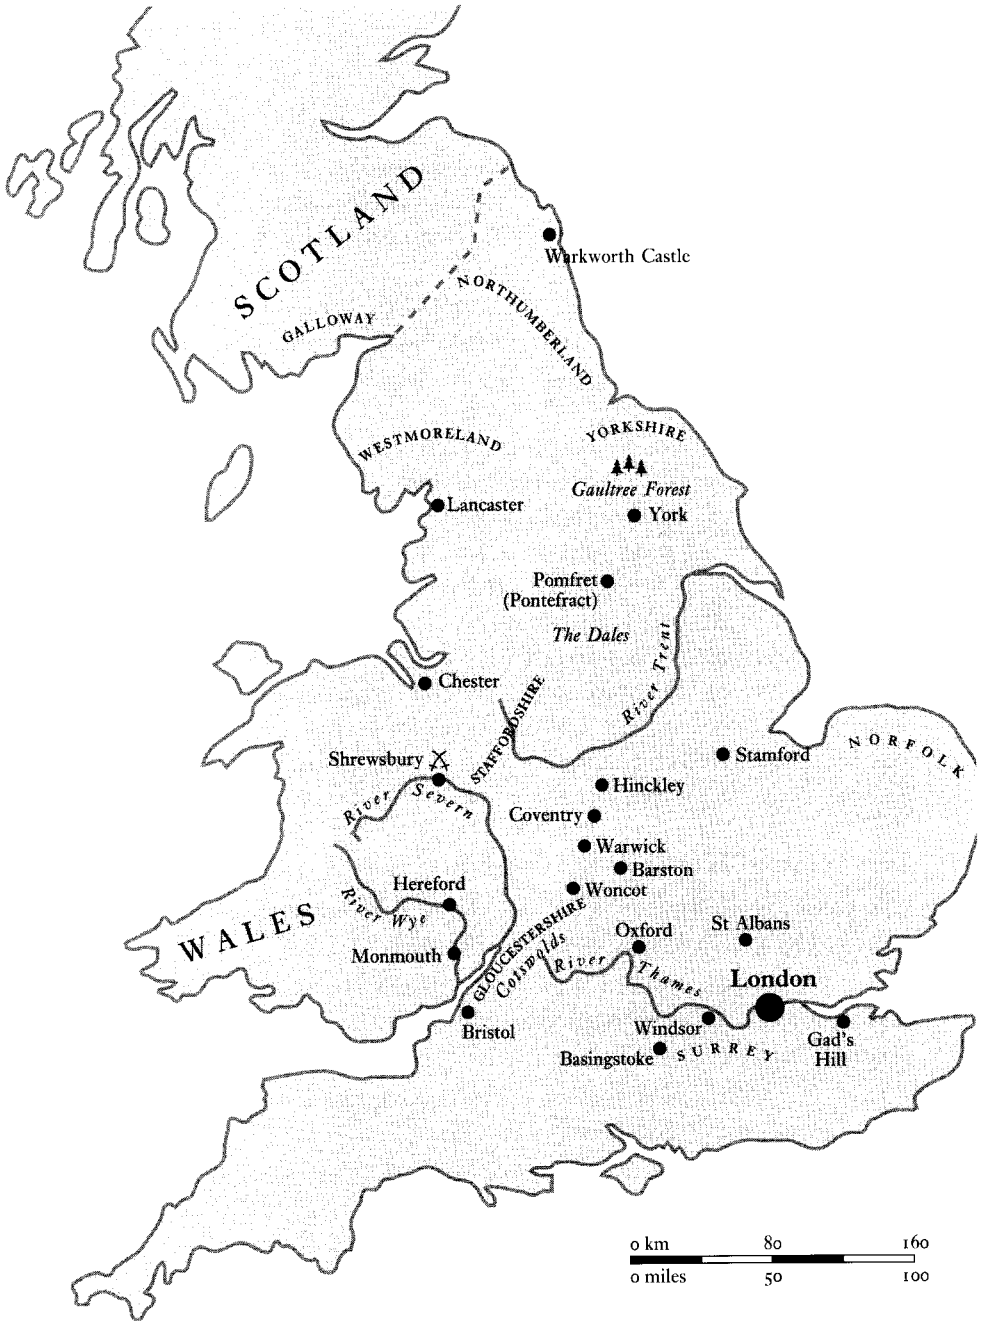 SCOTLAND
Warkworth Castle
NORTHUMBERLAND
GALLOWAY
WESTMORELAND
YORKSHIRE
Gaultree Forest
Lancaster
York
Pomfret
(Pontefract)
The Dales
River Trent
Chester
STAFFORDSHIRE
NORFOLK
Shrewsbury
Stamford
River Severn
Hinckley
Coventry
Warwick
Barston
Hereford
Woncot
River Wye
WALES
GLOUCESTERSHIRE
Cotswolds
Oxford
St Albans
Monmouth
River Thames
London
Bristol
Windsor
Gad's
Hill
Basingstoke
SURREY
0 km 80 160
0 miles 50 100